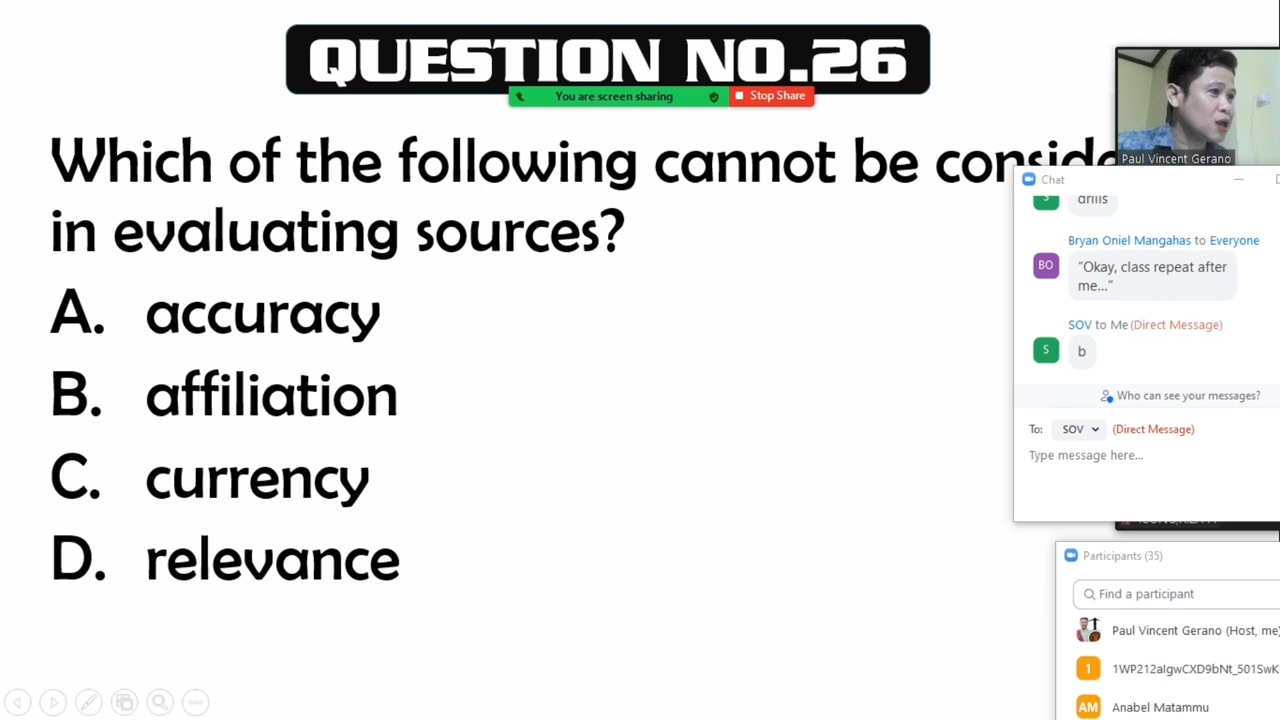 QUESTION NO.26
You are screen sharing
Stop Share
Which of the following cannot be
in evaluating sources?
A. accuracy
B. affiliation
C. currency
D. relevance
Paul Vincent Gerano
Chat
S
drills
Bryan Oniel Mangahas to Everyone
BO
“Okay, class repeat after
me...”
SOV to Me (Direct Message)
S
b
Who can see your messages?
To: SOV (Direct Message)
Type message here...
Participants (35)
Find a participant
Paul Vincent Gerano (Host, me)
1
AM
Anabel Matammu